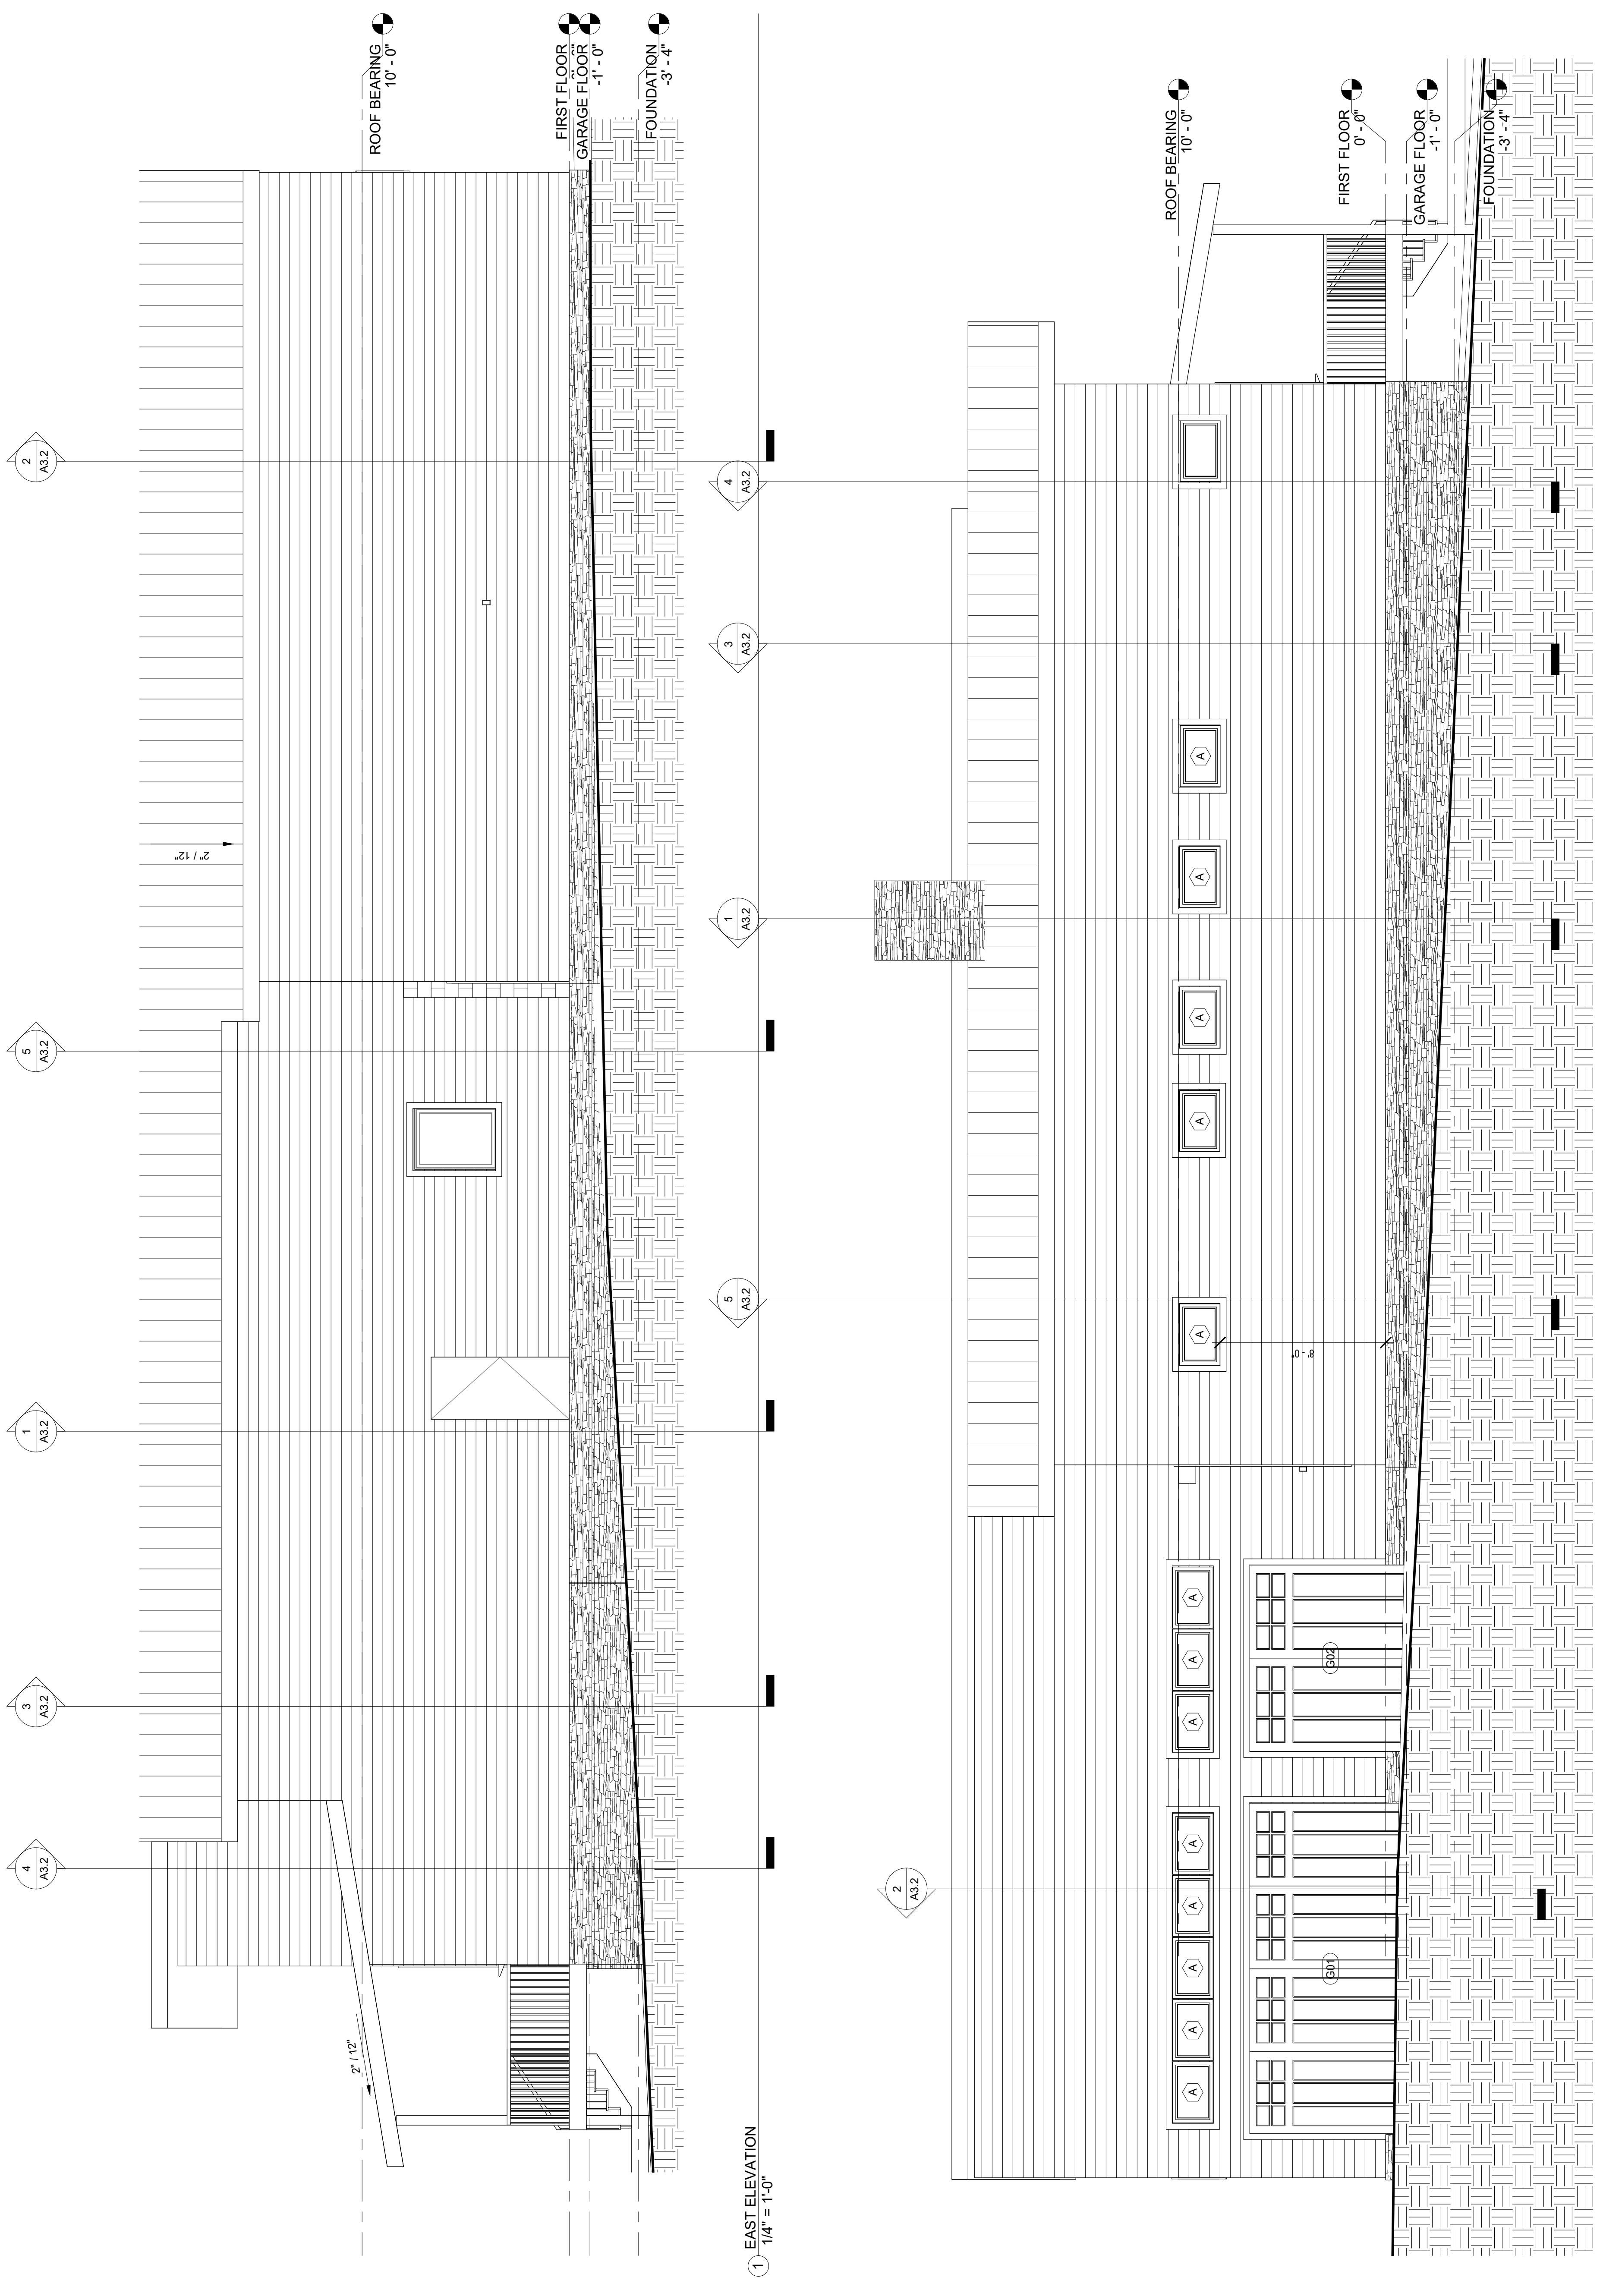 4
A3.2
3
A3.2
1
A3.2
5
A3.2
2
A3.2
2" / 12"
2" / 12"
ROOF BEARING
10' - 0"
FIRST FLOOR
GARAGE FLOOR
-1' - 0"
FOUNDATION
-3' - 4"
1
EAST ELEVATION
1/4" = 1'-0"
5
A3.2
1
A3.2
3
A3.2
4
A3.2
2
A3.2
A
A
A
A
A
A
A
A
A
A
A
A
A
8' - 0"
G01
G02
ROOF BEARING
10' - 0"
FIRST FLOOR
0' - 0"
GARAGE FLOOR
-1' - 0"
FOUNDATION
-3' - 4"